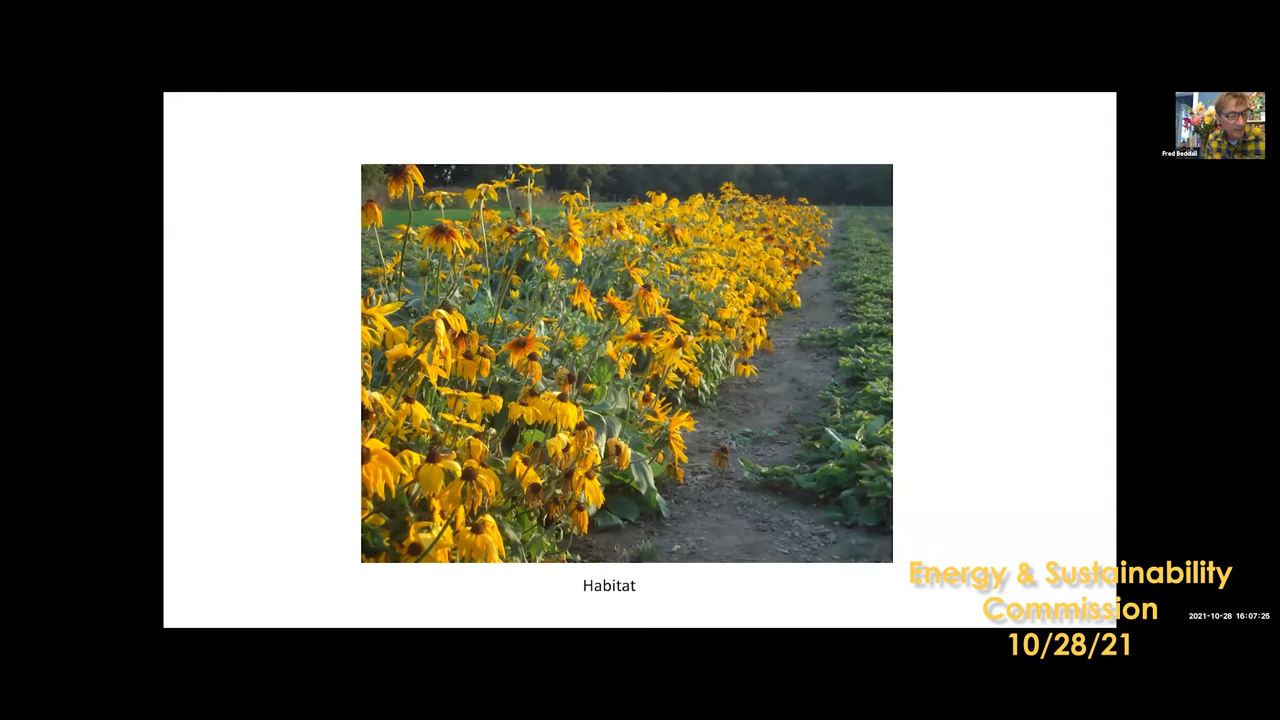 Fred Beddall
Habitat
Energy & Sustainability
Commission
2021-10-28 16:07:25
10/28/21